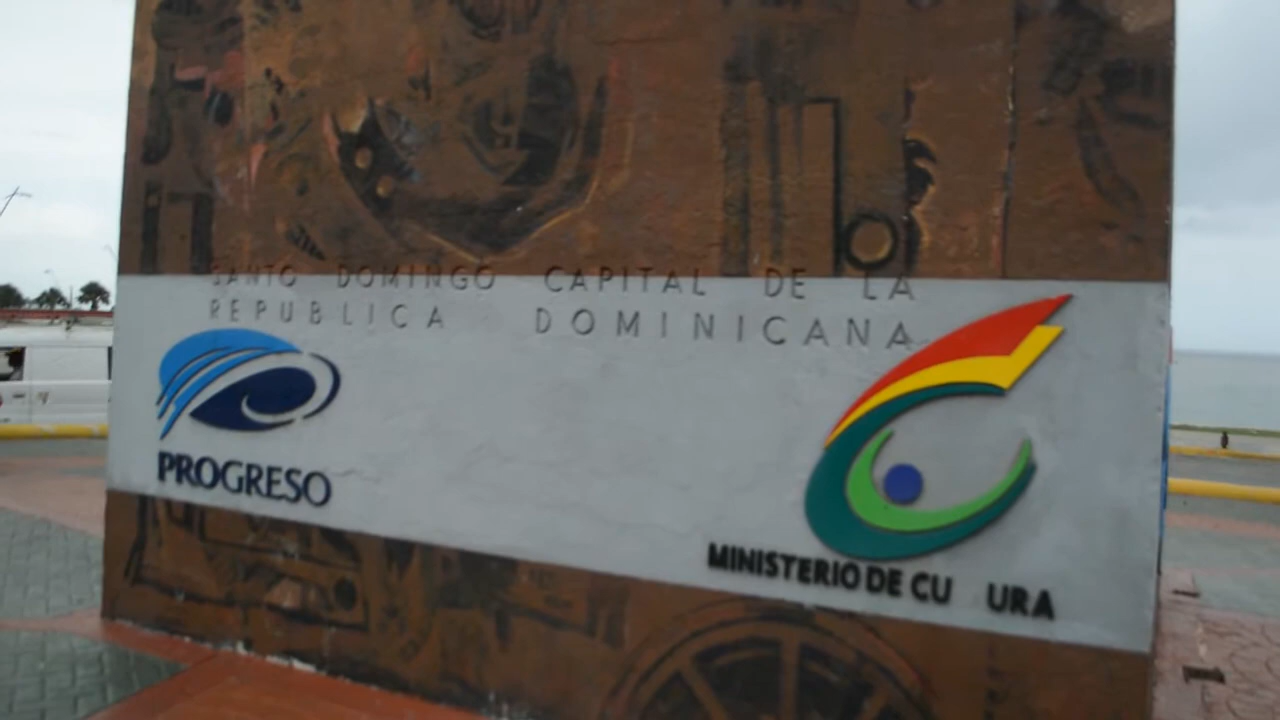 SANTO DOMINGO CAPITAL DE LA
REPUBLICA DOMINICANA
PROGRESO
MINISTERIO DE CU URA